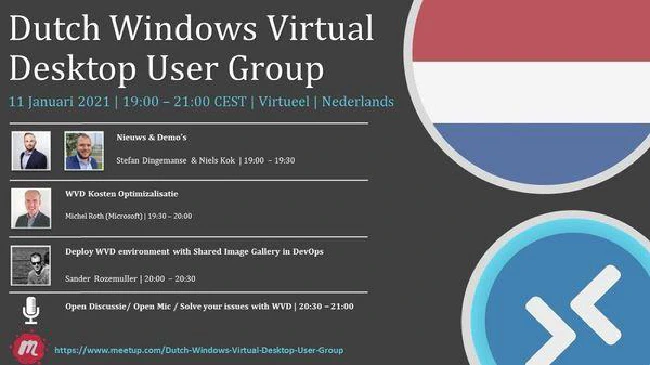 Dutch Windows Virtual
Desktop User Group
11 Januari 2021 | 19:00 – 21:00 CEST | Virtueel | Nederlands
Nieuws & Demo's
Stefan Dingemanse & Niels Kok | 19:00 – 19:30
WVD Kosten Optimizalisatie
Michel Roth (Microsoft) | 19:30 – 20:00
Deploy WVD environment with Shared Image Gallery in DevOps
Sander Rozemuller | 20:00 – 20:30
Open Discussie/ Open Mic / Solve your issues with WVD | 20:30 – 21:00
m
https://www.meetup.com/Dutch-Windows-Virtual-Desktop-User-Group